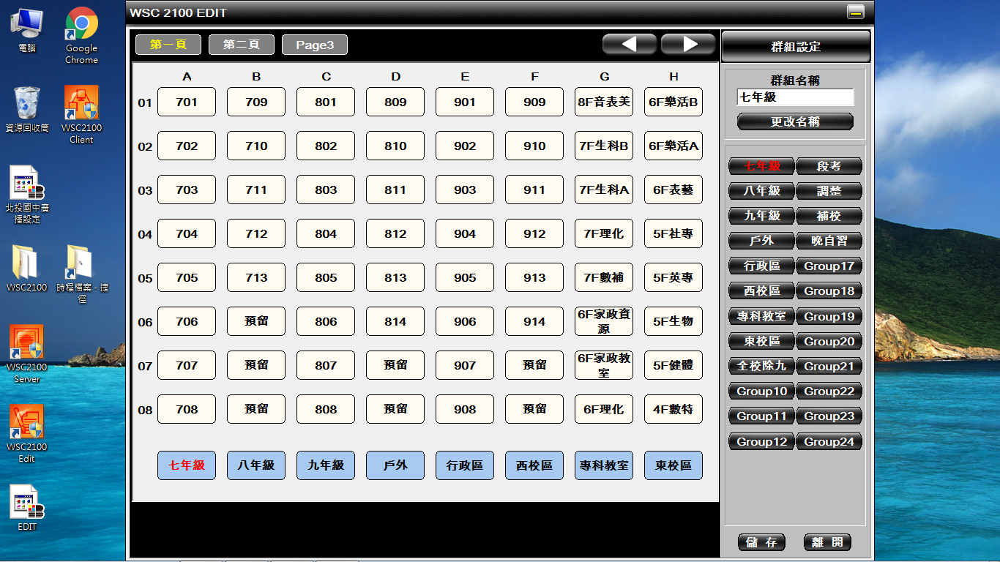 電腦
Google
Chrome
資源回收筒
WSC2100
Client
北投國中廣
播設定
WSC2100
時程檔案 - 捷
徑
WSC2100
Server
WSC2100
Edit
EDIT
WSC 2100 EDIT
第一頁 第二頁 Page3
A B C D E F G H
01 701 709 801 809 901 909 8F音表美 6F樂活B
02 702 710 802 810 902 910 7F生科B 6F樂活A
03 703 711 803 811 903 911 7F生科A 6F表藝
04 704 712 804 812 904 912 7F理化 5F社專
05 705 713 805 813 905 913 7F數補 5F英專
06 706 預留 806 814 906 914 6F家政資
源 5F生物
07 707 預留 807 預留 907 預留 6F家政教
室 5F健體
08 708 預留 808 預留 908 預留 6F理化 4F數特
七年級 八年級 九年級 戶外 行政區 西校區 專科教室 東校區
群組設定
群組名稱
七年級
更改名稱
七年級 段考
八年級 調整
九年級 補校
戶外 晚自習
行政區 Group17
西校區 Group18
專科教室 Group19
東校區 Group20
全校除九 Group21
Group10 Group22
Group11 Group23
Group12 Group24
儲 存 離 開